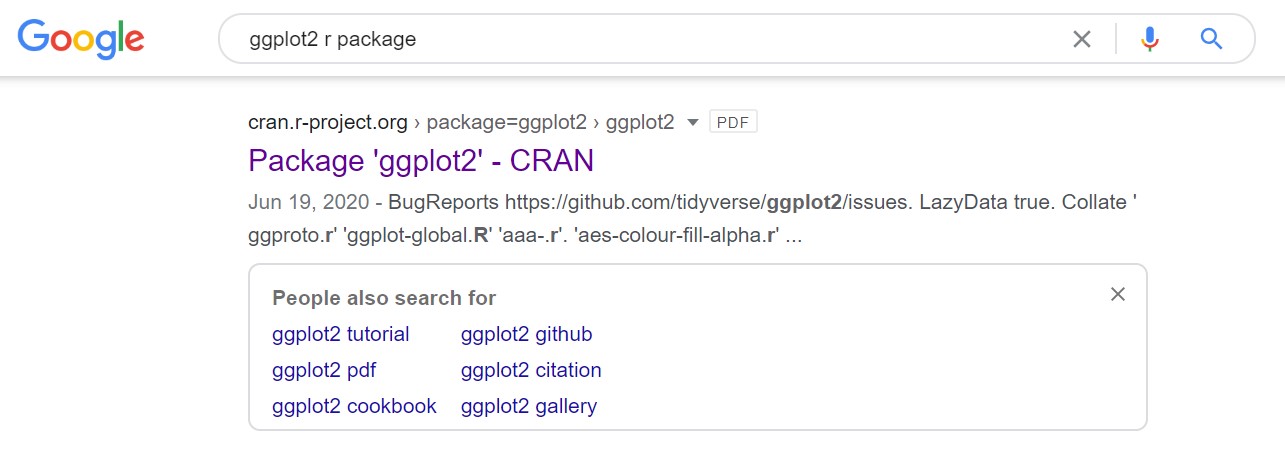 Google
ggplot2 r package
cran.r-project.org › package=ggplot2 › ggplot2 PDF
Package 'ggplot2' - CRAN
Jun 19, 2020 - BugReports https://github.com/tidyverse/ggplot2/issues. LazyData true. Collate '
ggproto.r' 'ggplot-global.R' 'aaa-.r'. 'aes-colour-fill-alpha.r' ...
People also search for
ggplot2 tutorial ggplot2 github
ggplot2 pdf ggplot2 citation
ggplot2 cookbook ggplot2 gallery